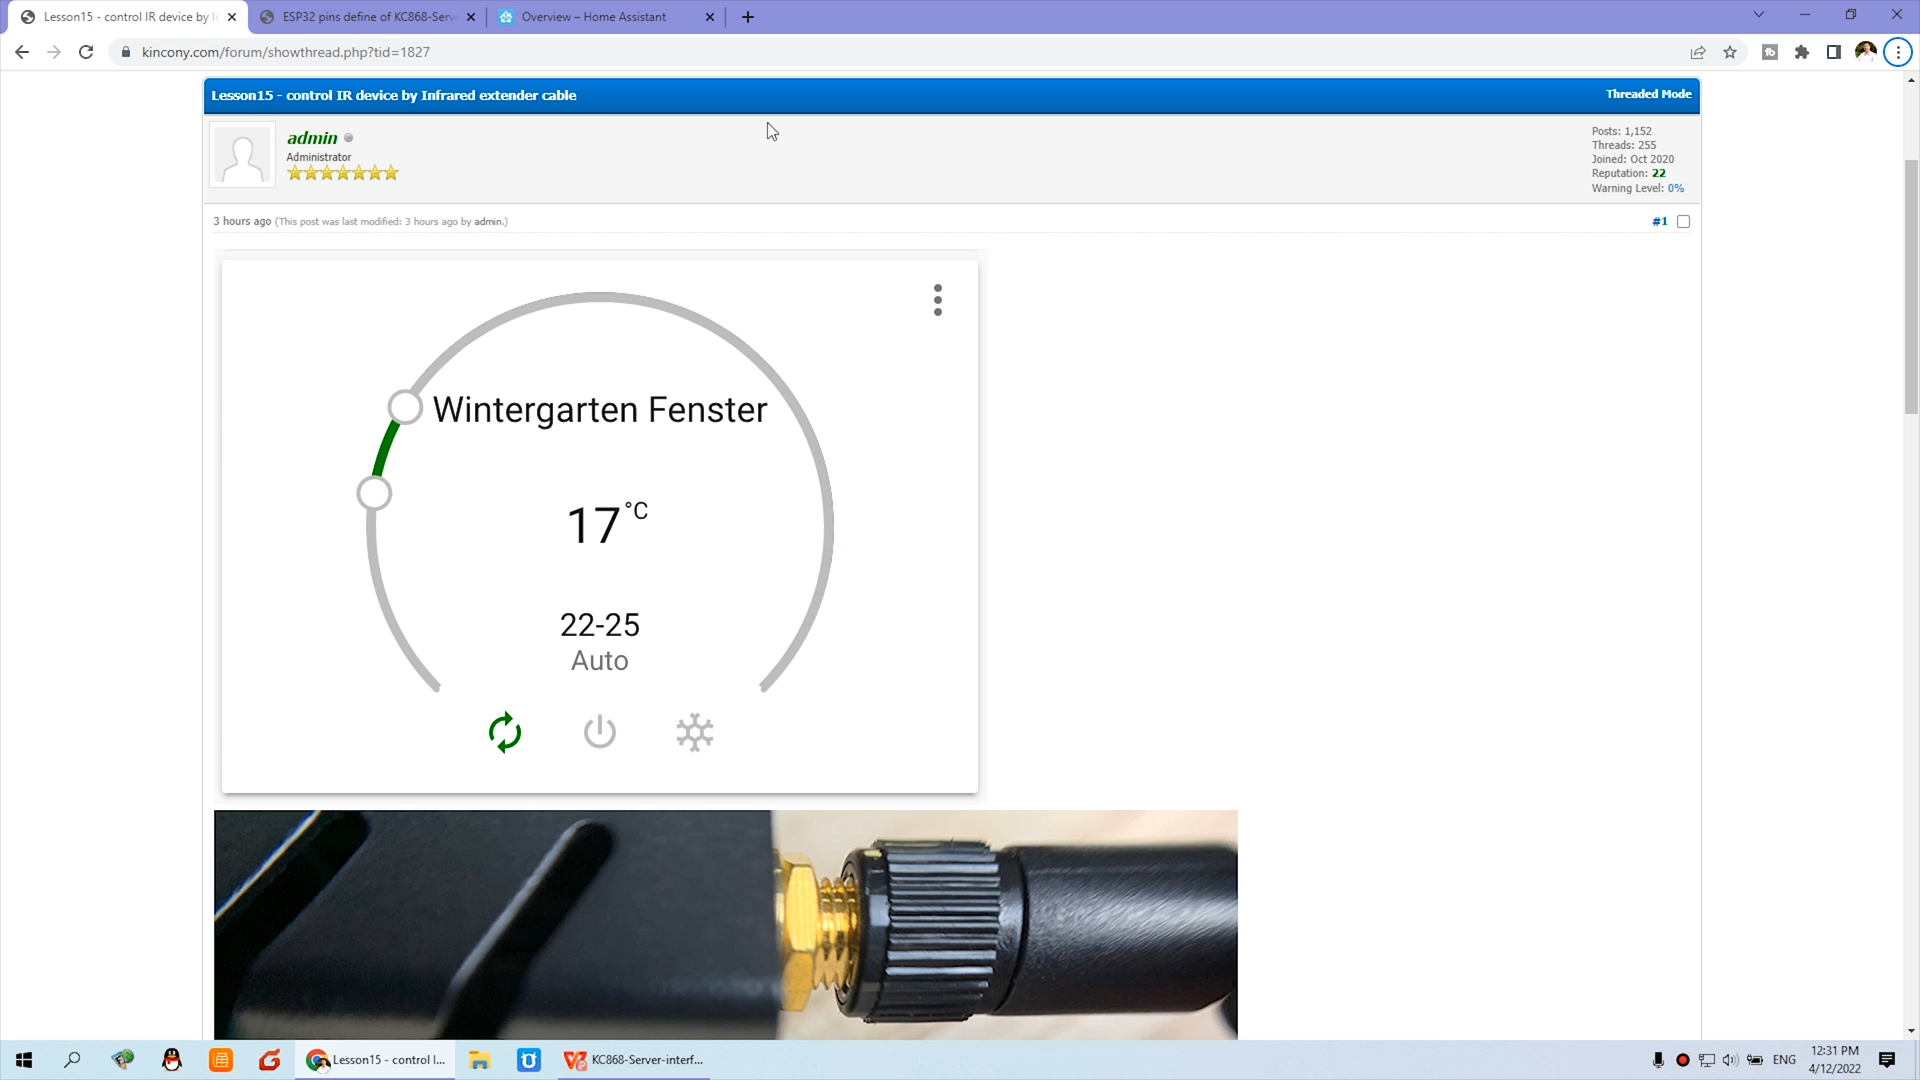 Lesson15 - control IR device by I
ESP32 pins define of KC868-Serv
Overview – Home Assistant
kincony.com/forum/showthread.php?tid=1827
Lesson15 - control IR device by Infrared extender cable
Threaded Mode
admin
Administrator
Posts: 1,152
Threads: 255
Joined: Oct 2020
Reputation: 22
Warning Level: 0%
3 hours ago (This post was last modified: 3 hours ago by admin.)
#1
Wintergarten Fenster
17 °C
22-25
Auto
Lesson15 - control I...
KC868-Server-interf...
ENG
12:31 PM
4/12/2022